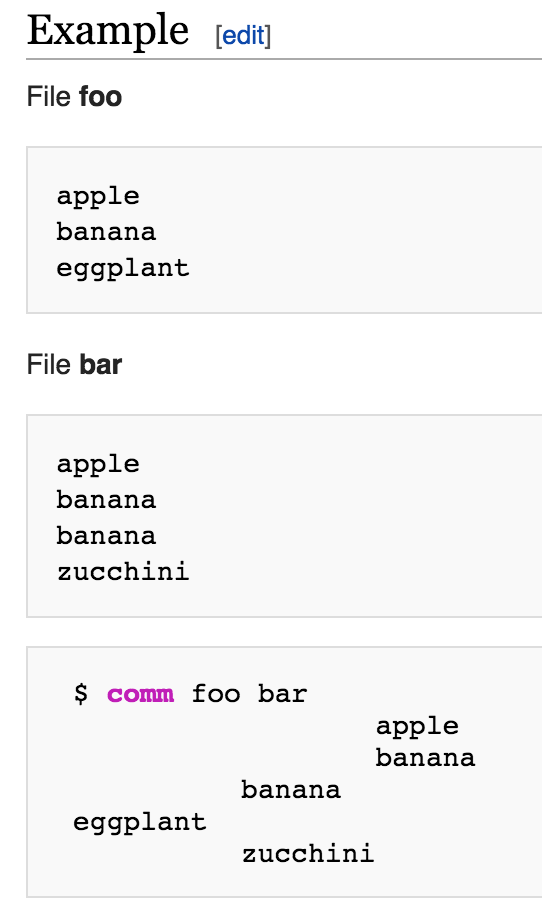 Example [edit]
File foo
apple
banana
eggplant
File bar
apple
banana
banana
zucchini
$ comm foo bar
                  apple
                  banana
          banana
eggplant
          zucchini